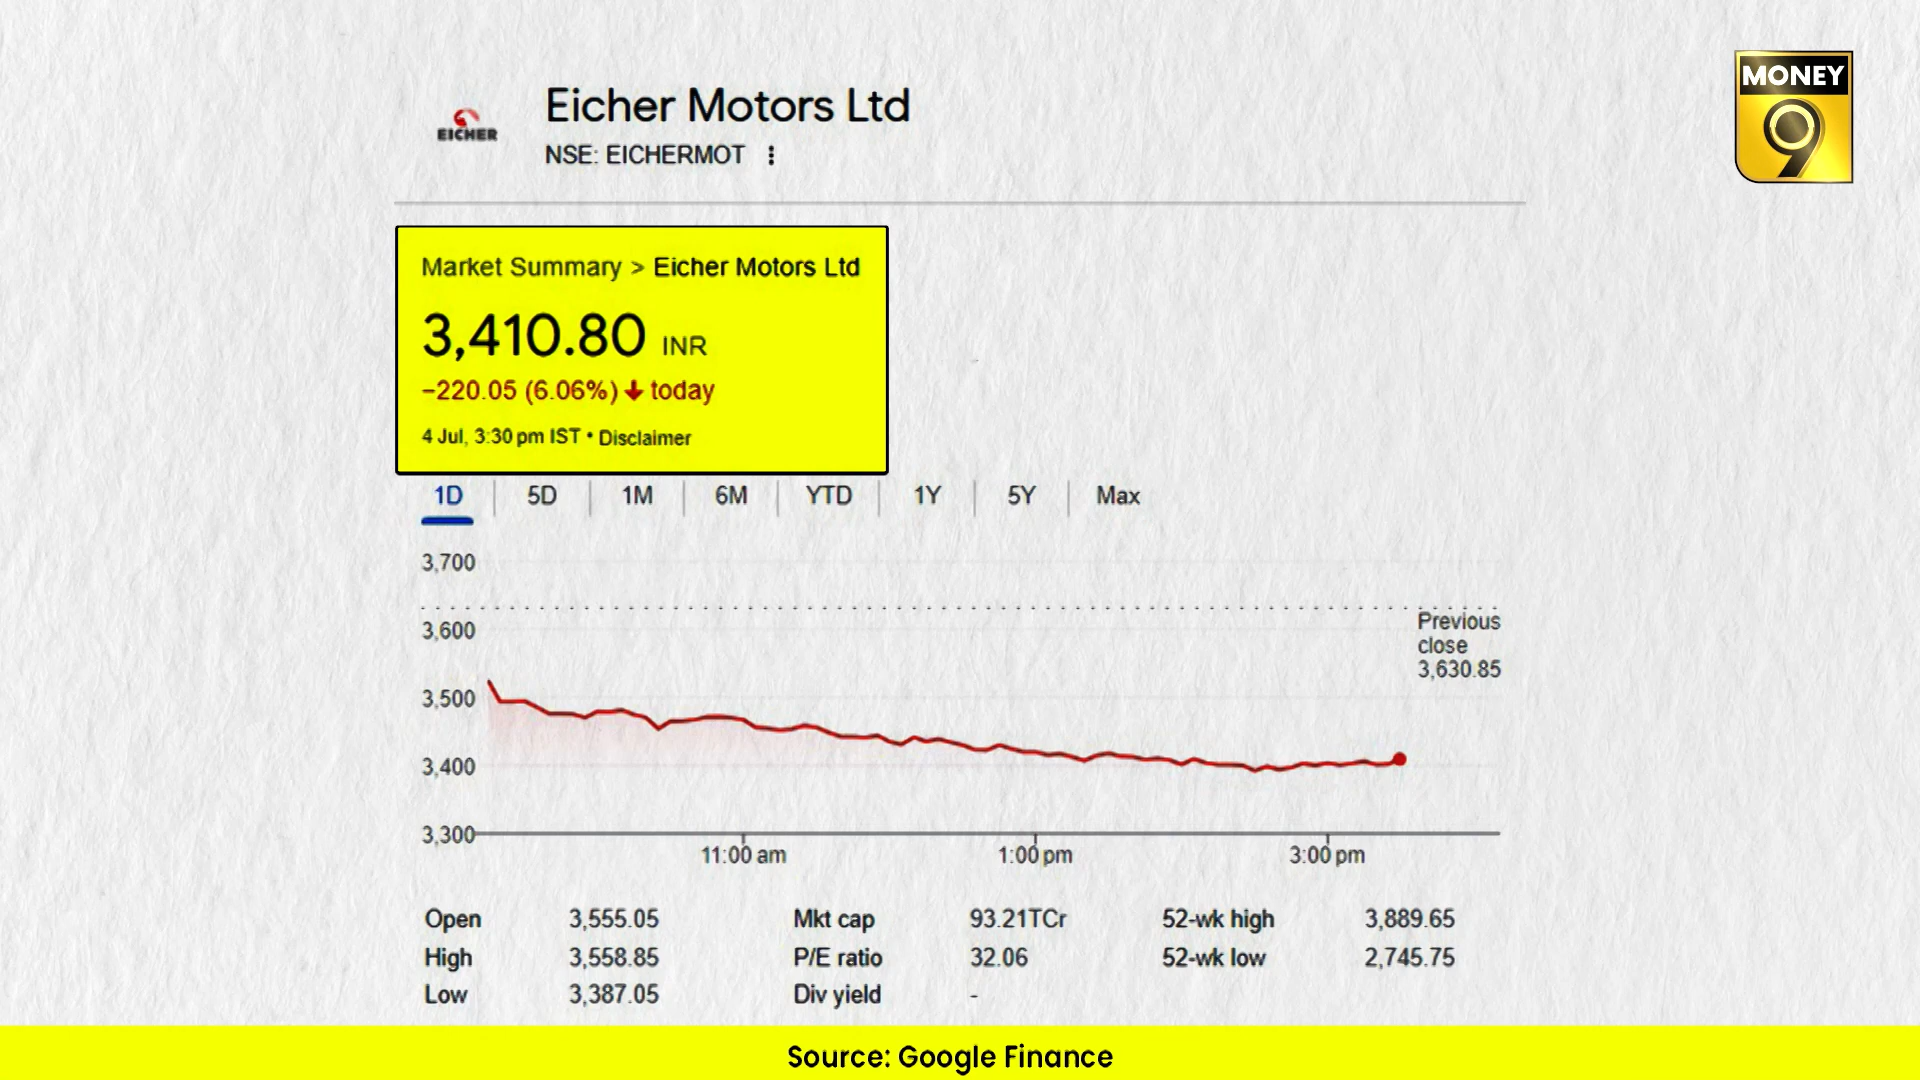 MONEY
9
EICHER
Eicher Motors Ltd
NSE: EICHERMOT
Market Summary > Eicher Motors Ltd
3,410.80 INR
−220.05 (6.06%) ↓ today
4 Jul, 3:30 pm IST • Disclaimer
1D 5D 1M 6M YTD 1Y 5Y Max
3,700
3,600
3,500
3,400
3,300
Previous
close
3,630.85
11:00 am 1:00 pm 3:00 pm
Open 3,555.05 Mkt cap 93.21TCr 52-wk high 3,889.65
High 3,558.85 P/E ratio 32.06 52-wk low 2,745.75
Low 3,387.05 Div yield -
Source: Google Finance